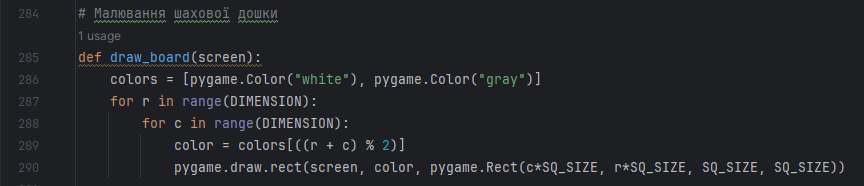 284 # Малювання шахової дошки
1 usage
285 def draw_board(screen):
286 colors = [pygame.Color("white"), pygame.Color("gray")]
287 for r in range(DIMENSION):
288 for c in range(DIMENSION):
289 color = colors[((r + c) % 2)]
290 pygame.draw.rect(screen, color, pygame.Rect(c*SQ_SIZE, r*SQ_SIZE, SQ_SIZE, SQ_SIZE))